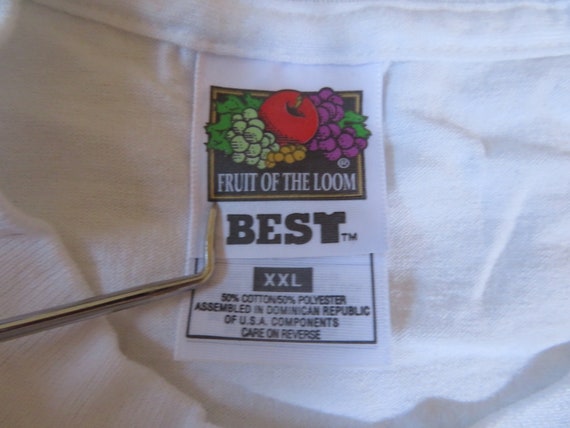 FRUIT OF THE LOOM ®
BEST™
XXL
50% COTTON/50% POLYESTER
ASSEMBLED IN DOMINICAN REPUBLIC
OF U.S.A. COMPONENTS
CARE ON REVERSE